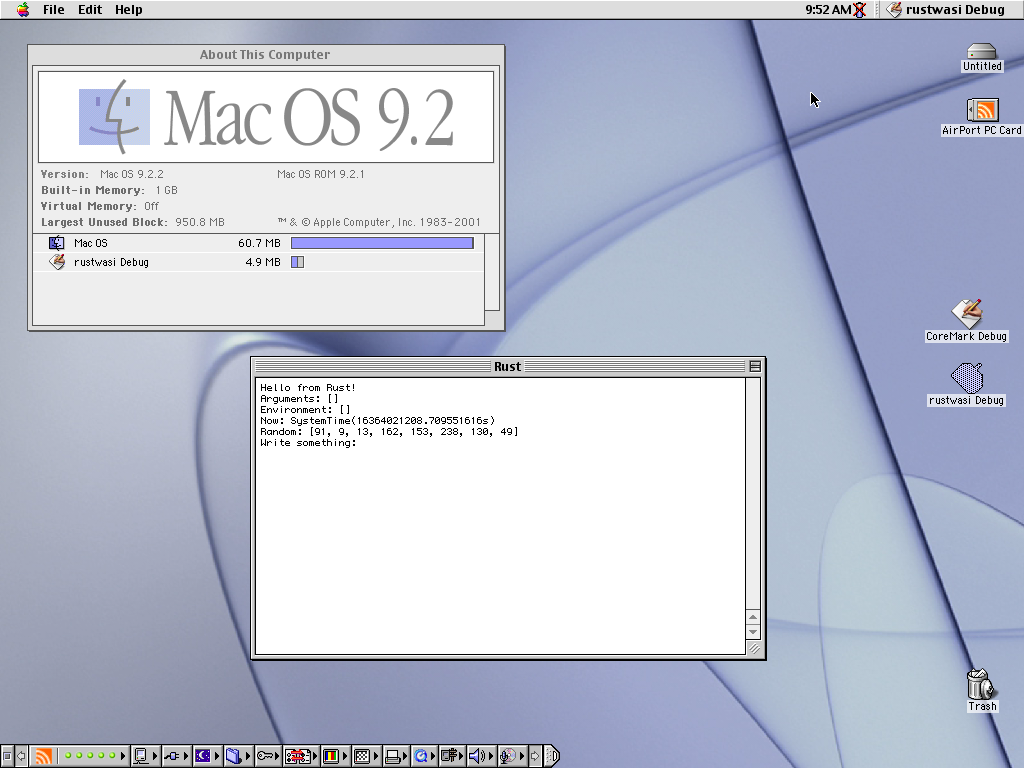 File Edit Help
9:52 AM
rustwasi Debug
About This Computer
Mac OS 9.2
Version: Mac OS 9.2.2 Mac OS ROM 9.2.1
Built-in Memory: 1 GB
Virtual Memory: Off
Largest Unused Block: 950.8 MB ™ & © Apple Computer, Inc. 1983-2001
Mac OS 60.7 MB
rustwasi Debug 4.9 MB
Untitled
AirPort PC Card
CoreMark Debug
rustwasi Debug
Rust
Hello from Rust!
Arguments: []
Environment: []
Now: SystemTime(16364021208.709551616s)
Random: [91, 9, 13, 162, 153, 238, 130, 49]
Write something:
Trash